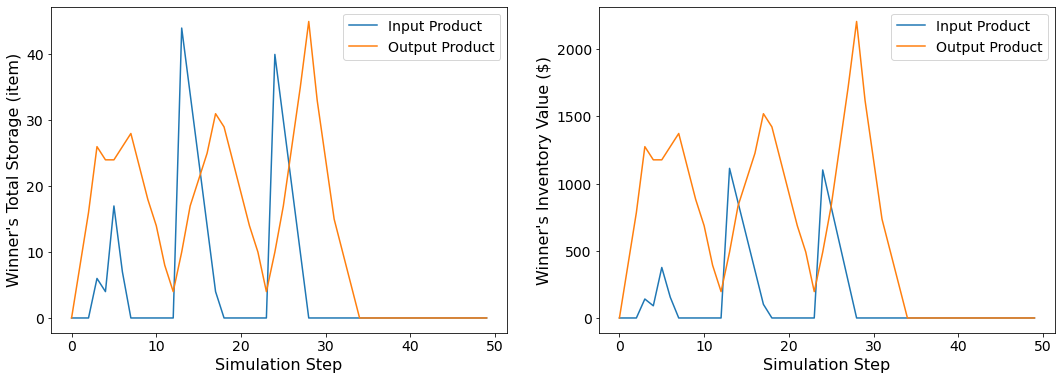 Input Product
Output Product
Winner's Total Storage (item)
40
30
20
10
0
0 10 20 30 40 50
Simulation Step
Input Product
Output Product
Winner's Inventory Value ($)
2000
1500
1000
500
0
0 10 20 30 40 50
Simulation Step